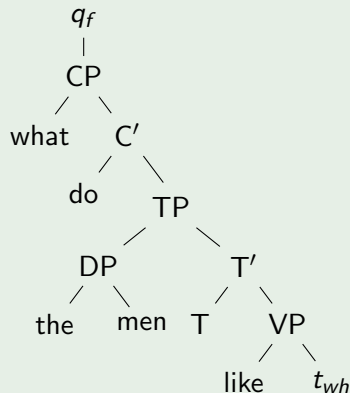 q_f
CP
what C′
do TP
DP T′
the men T VP
like t_wh